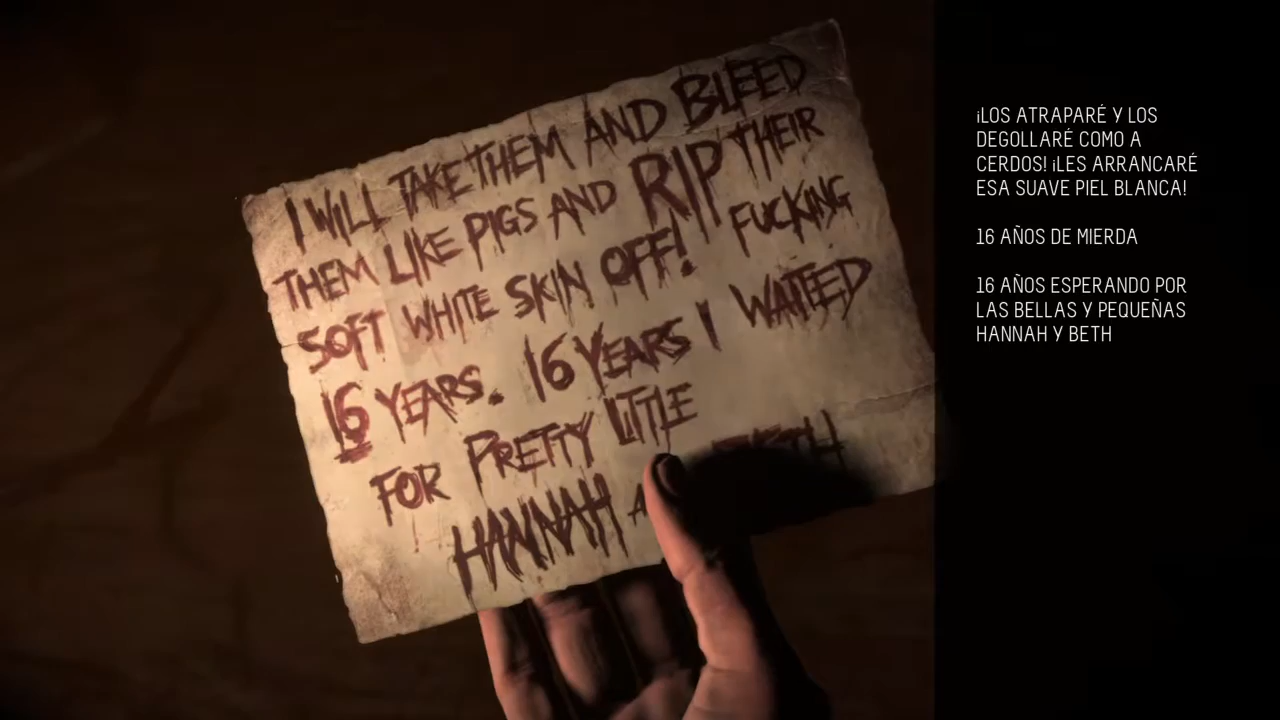 I WILL TAKE THEM AND BLEED
THEM LIKE PIGS AND RIP THEIR
SOFT WHITE SKIN OFF! FUCKING
16 YEARS. 16 YEARS I WAITED
FOR PRETTY LITTLE
HANNAH
¡LOS ATRAPARÉ Y LOS
DEGOLLARÉ COMO A
CERDOS! ¡LES ARRANCARÉ
ESA SUAVE PIEL BLANCA!
16 AÑOS DE MIERDA
16 AÑOS ESPERANDO POR
LAS BELLAS Y PEQUEÑAS
HANNAH Y BETH